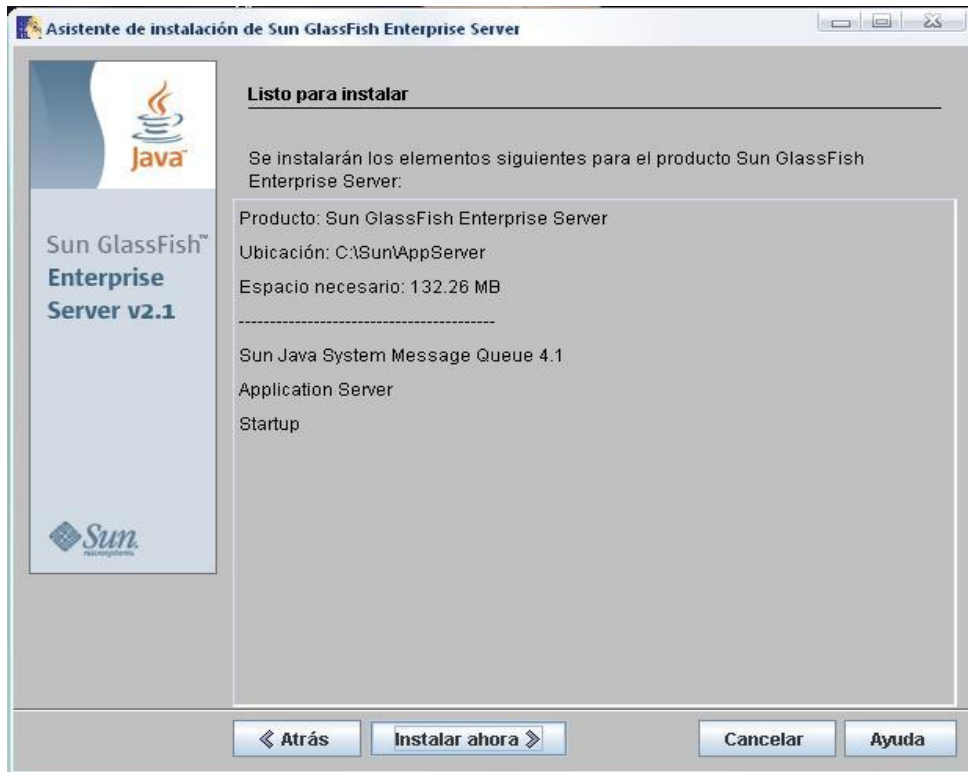 Asistente de instalación de Sun GlassFish Enterprise Server
Java™
Sun GlassFish™
Enterprise
Server v2.1
Sun
microsystems
Listo para instalar
Se instalarán los elementos siguientes para el producto Sun GlassFish
Enterprise Server:
Producto: Sun GlassFish Enterprise Server
Ubicación: C:\Sun\AppServer
Espacio necesario: 132.26 MB
-----------------------------------------
Sun Java System Message Queue 4.1
Application Server
Startup
Atrás
Instalar ahora
Cancelar
Ayuda